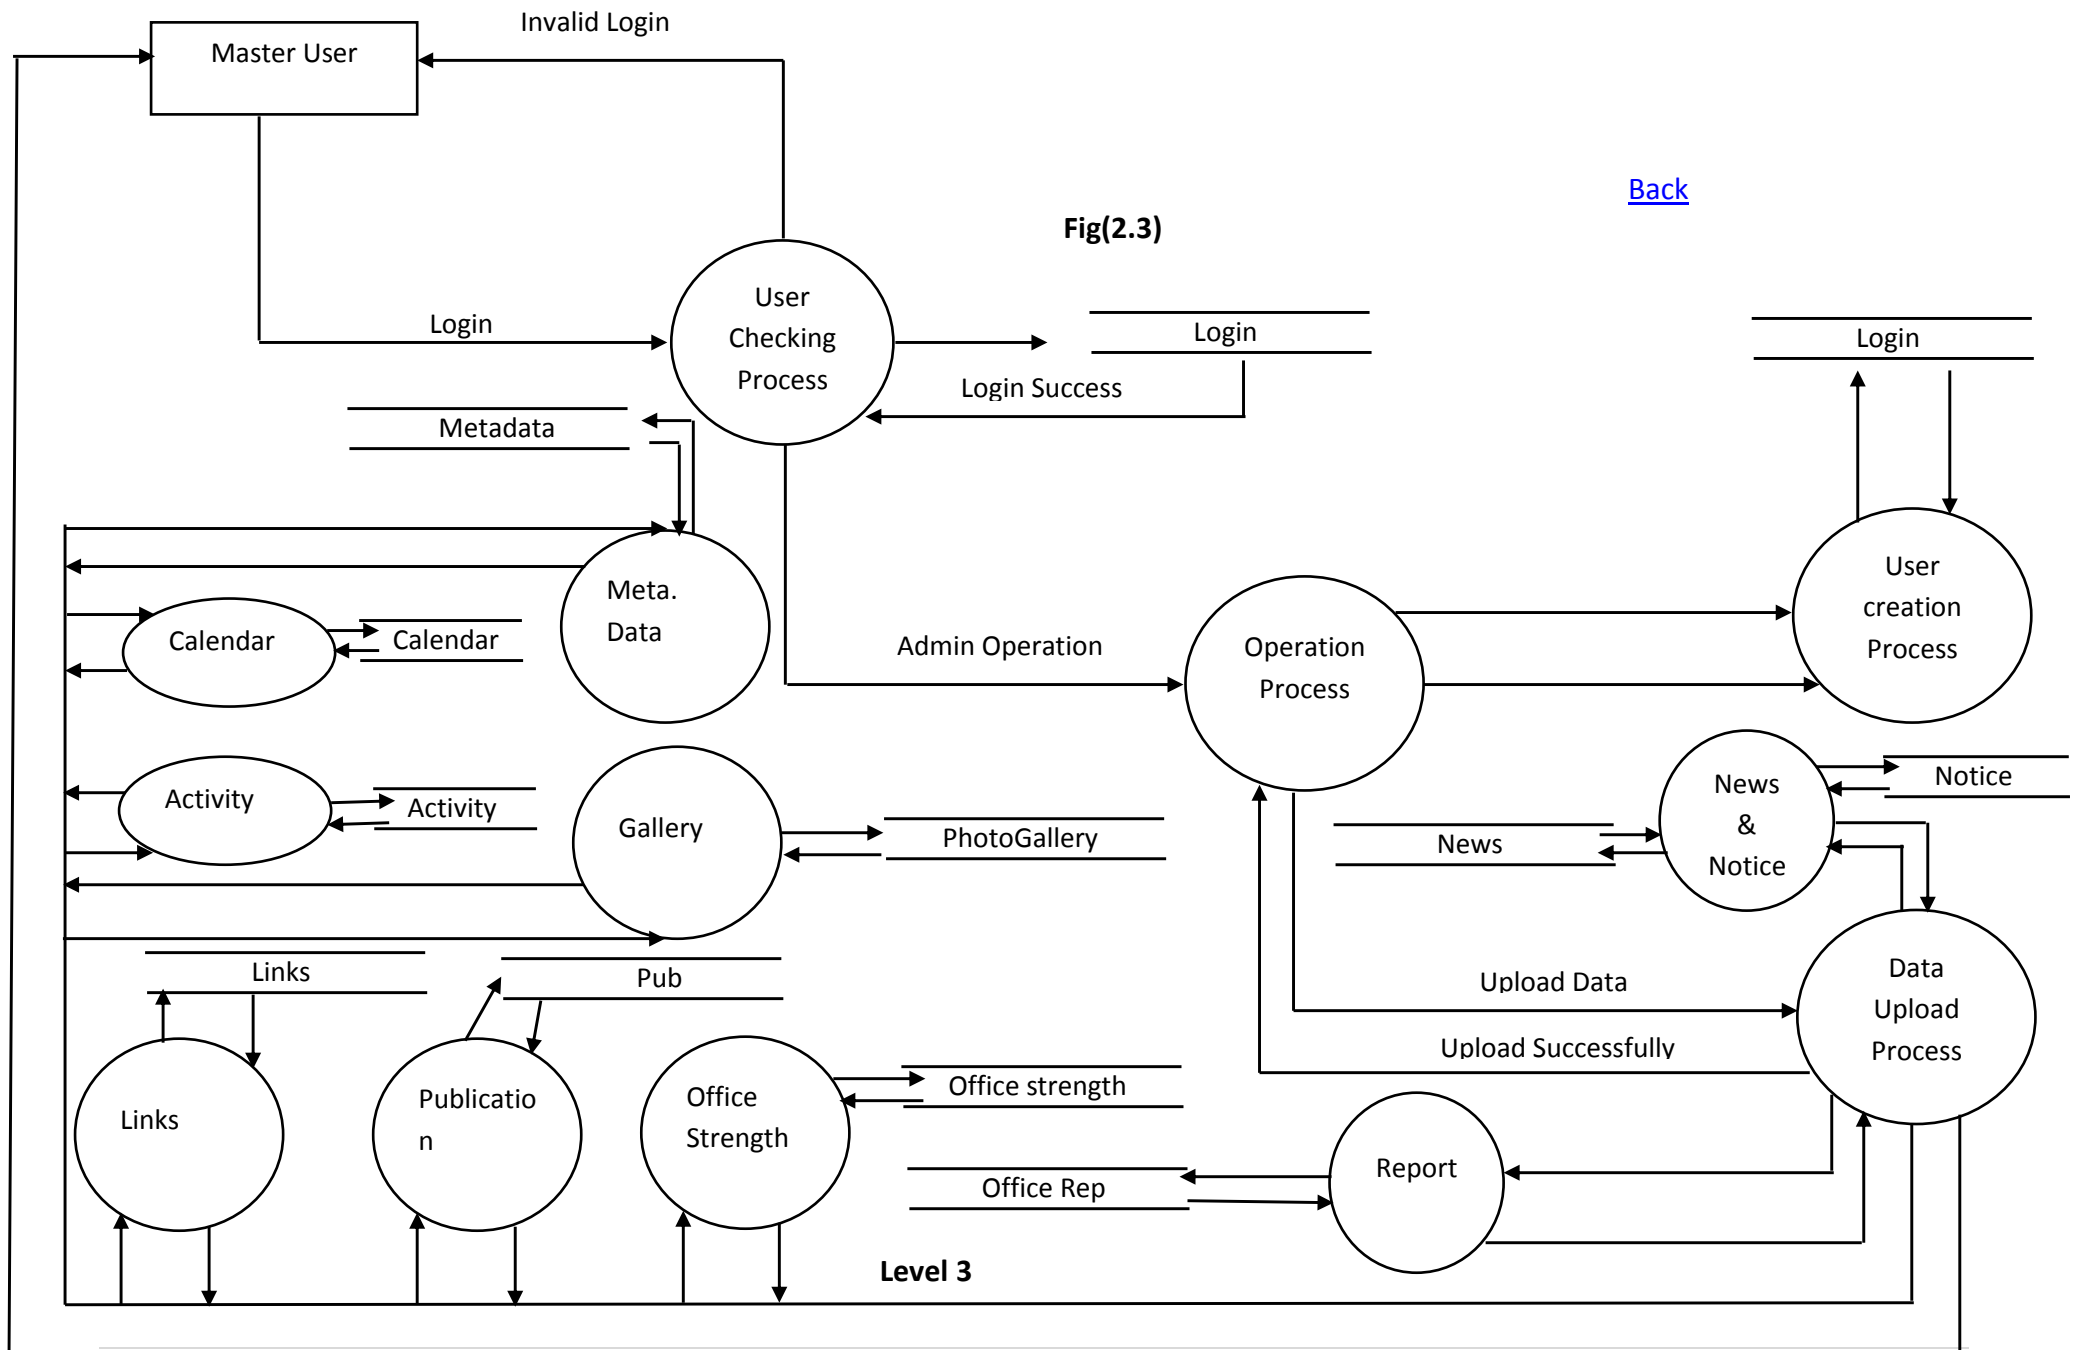 Invalid Login
Master User
Back
Fig(2.3)
User
Checking
Process
Login
Login
Login
Login Success
Metadata
Meta.
Data
User
creation
Process
Calendar
Calendar
Admin Operation
Operation
Process
Activity
Activity
Gallery
PhotoGallery
News
News
&
Notice
Notice
Links
Pub
Data
Upload
Process
Upload Data
Upload Successfully
Links
Publicatio
n
Office
Strength
Office strength
Office Rep
Report
Level 3